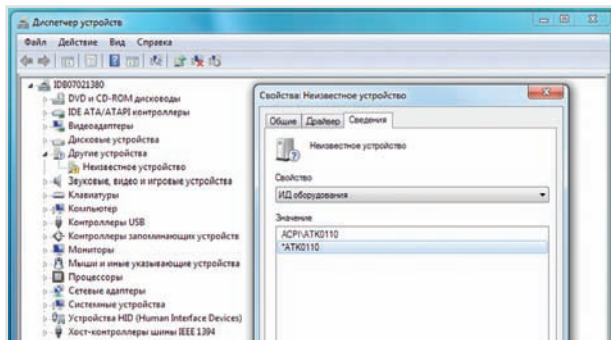 Диспетчер устройств
Файл Действие Вид Справка
IDB07021380
DVD и CD-ROM дисководы
IDE ATA/ATAPI контроллеры
Видеоадаптеры
Дисковые устройства
Другие устройства
Неизвестное устройство
Звуковые, видео и игровые устройства
Клавиатуры
Компьютер
Контроллеры USB
Контроллеры запоминающих устройств
Мониторы
Мыши и иные указывающие устройства
Процессоры
Сетевые адаптеры
Системные устройства
Устройства HID (Human Interface Devices)
Хост-контроллеры шины IEEE 1394
Свойства: Неизвестное устройство
Общие Драйвер Сведения
Неизвестное устройство
Свойство
ИД оборудования
Значение
ACPI\ATK0110
*ATK0110